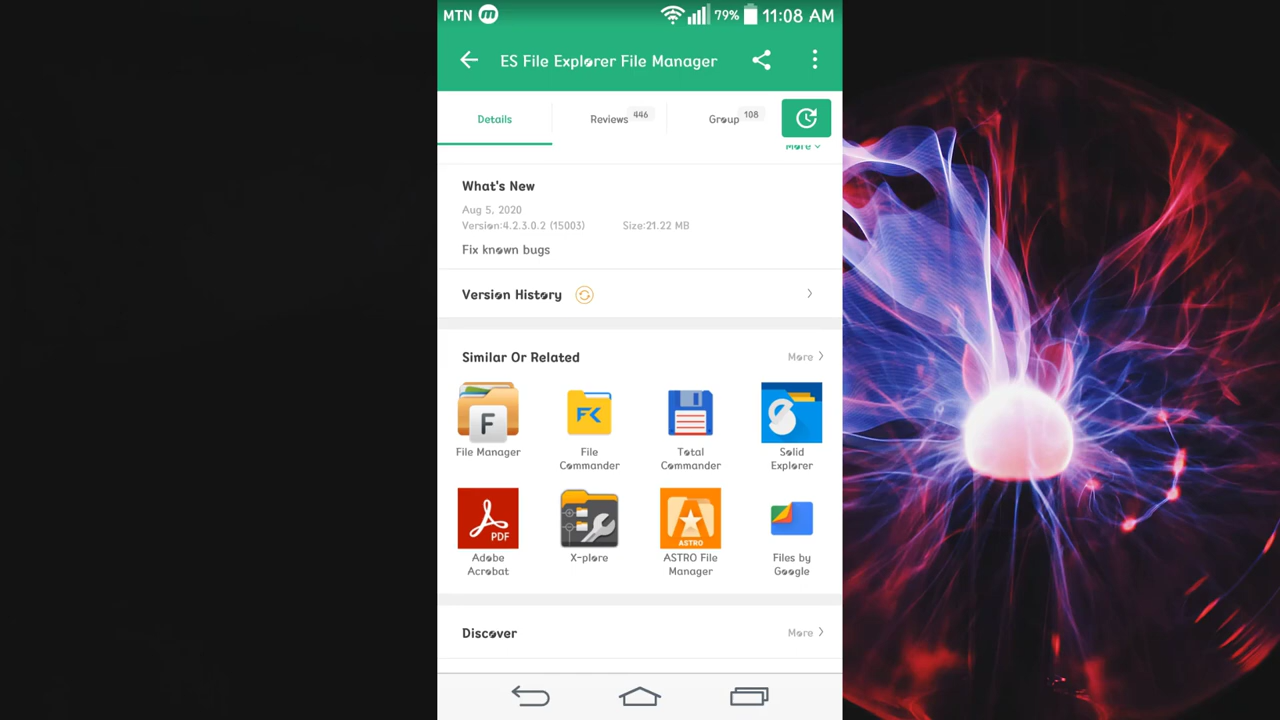 MTN
79%
11:08 AM
ES File Explorer File Manager
Details
Reviews 446
Group 108
More
What's New
Aug 5, 2020
Version:4.2.3.0.2 (15003) Size:21.22 MB
Fix known bugs
Version History
Similar Or Related
More
F
File Manager
File Commander
Total Commander
Solid Explorer
PDF
Adobe Acrobat
X-plore
ASTRO
ASTRO File Manager
Files by Google
Discover
More